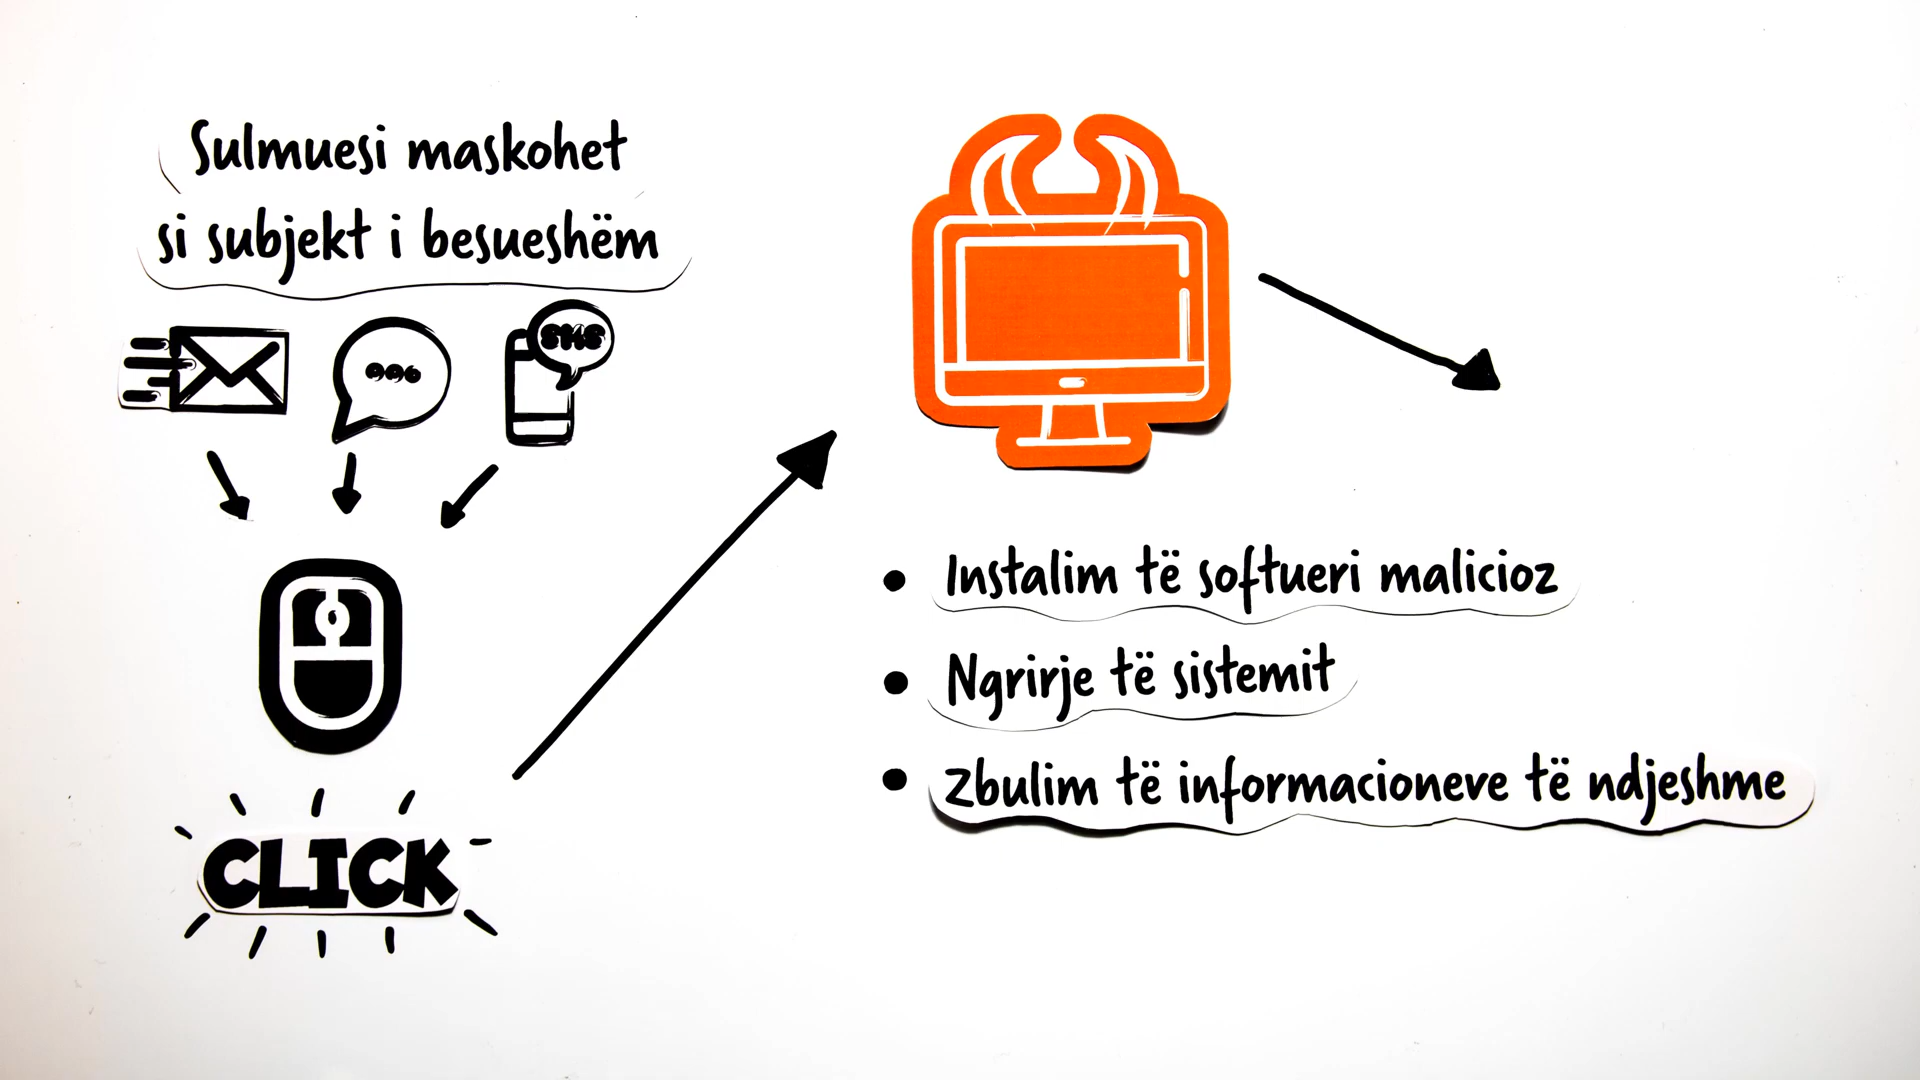 Sulmuesi maskohet
si subjekt i besueshëm
SMS
CLICK
• Instalim të softueri malicioz
• Ngrirje të sistemit
• Zbulim të informacioneve të ndjeshme